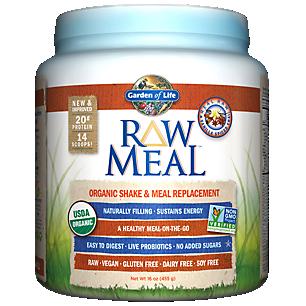 Garden of Life
NEW &
IMPROVED
20g
PROTEIN
14
SCOOPS!
RAW
MEAL
ORGANIC SHAKE & MEAL REPLACEMENT
USDA
ORGANIC
NATURALLY FILLING · SUSTAINS ENERGY
A HEALTHY MEAL-ON-THE-GO
NON
GMO
VERIFIED
EASY TO DIGEST · LIVE PROBIOTICS · NO ADDED SUGARS
RAW · VEGAN · GLUTEN FREE · DAIRY FREE · SOY FREE
Net Wt 16 oz (455 g)